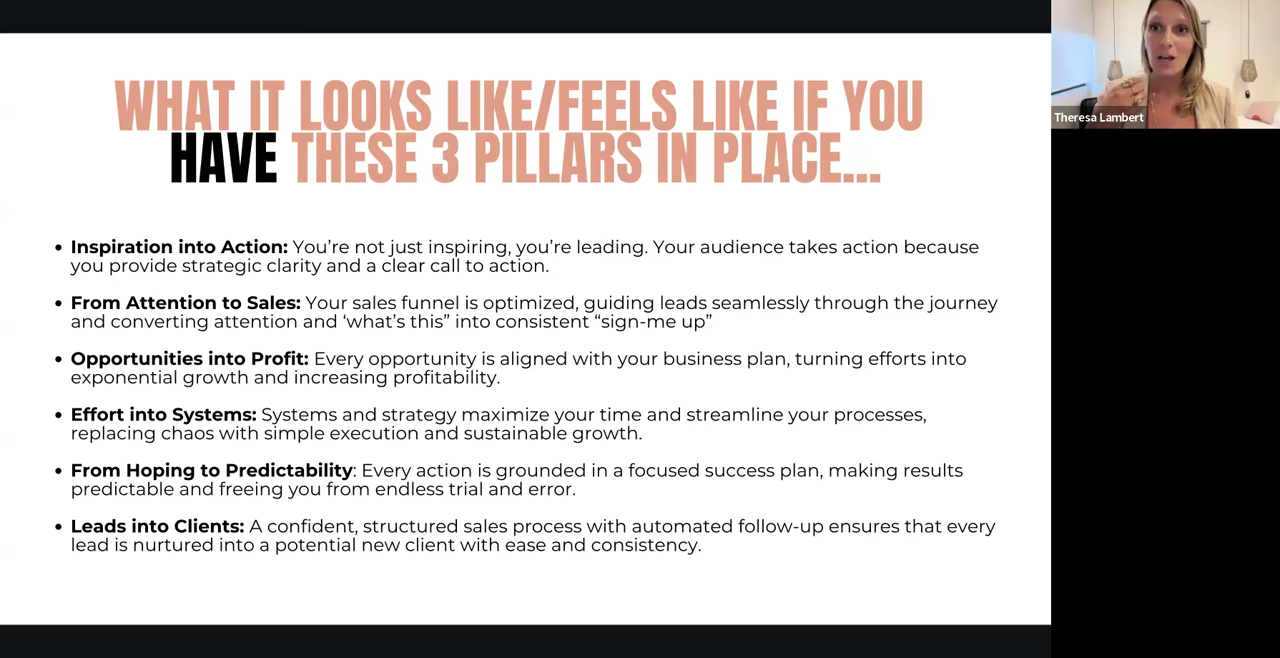 WHAT IT LOOKS LIKE/FEELS LIKE IF YOU
HAVE THESE 3 PILLARS IN PLACE...
• Inspiration into Action: You’re not just inspiring, you’re leading. Your audience takes action because
you provide strategic clarity and a clear call to action.
• From Attention to Sales: Your sales funnel is optimized, guiding leads seamlessly through the journey
and converting attention and ‘what’s this” into consistent “sign-me up”
• Opportunities into Profit: Every opportunity is aligned with your business plan, turning efforts into
exponential growth and increasing profitability.
• Effort into Systems: Systems and strategy maximize your time and streamline your processes,
replacing chaos with simple execution and sustainable growth.
• From Hoping to Predictability: Every action is grounded in a focused success plan, making results
predictable and freeing you from endless trial and error.
• Leads into Clients: A confident, structured sales process with automated follow-up ensures that every
lead is nurtured into a potential new client with ease and consistency.
Theresa Lambert